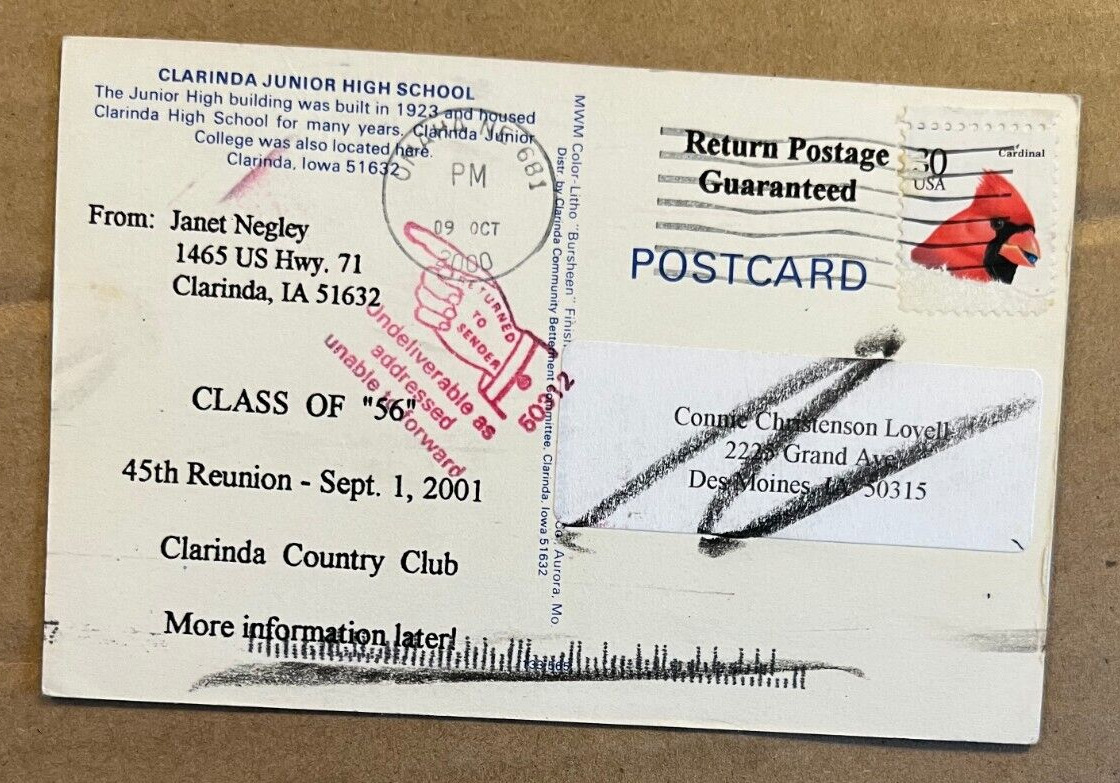 CLARINDA JUNIOR HIGH SCHOOL
The Junior High building was built in 1923 and housed
Clarinda High School for many years. Clarinda Junior
College was also located here.
Clarinda, Iowa 51632
From: Janet Negley
1465 US Hwy. 71
Clarinda, IA 51632
CLASS OF "56"
45th Reunion - Sept. 1, 2001
Clarinda Country Club
More information later!
OMAHA NE 681
PM
09 OCT
2000
RETURNED
TO
SENDER
Undeliverable as
addressed
unable to forward
MWM Color-Litho "Bursheen" Finish
Co., Aurora, Mo
Distr. by Clarinda Community Betterment Committee, Clarinda, Iowa 51632
Return Postage
Guaranteed
POSTCARD
30
USA
Cardinal
Connie Christenson Lovell
Grand Ave
Des Moines, IA 50315